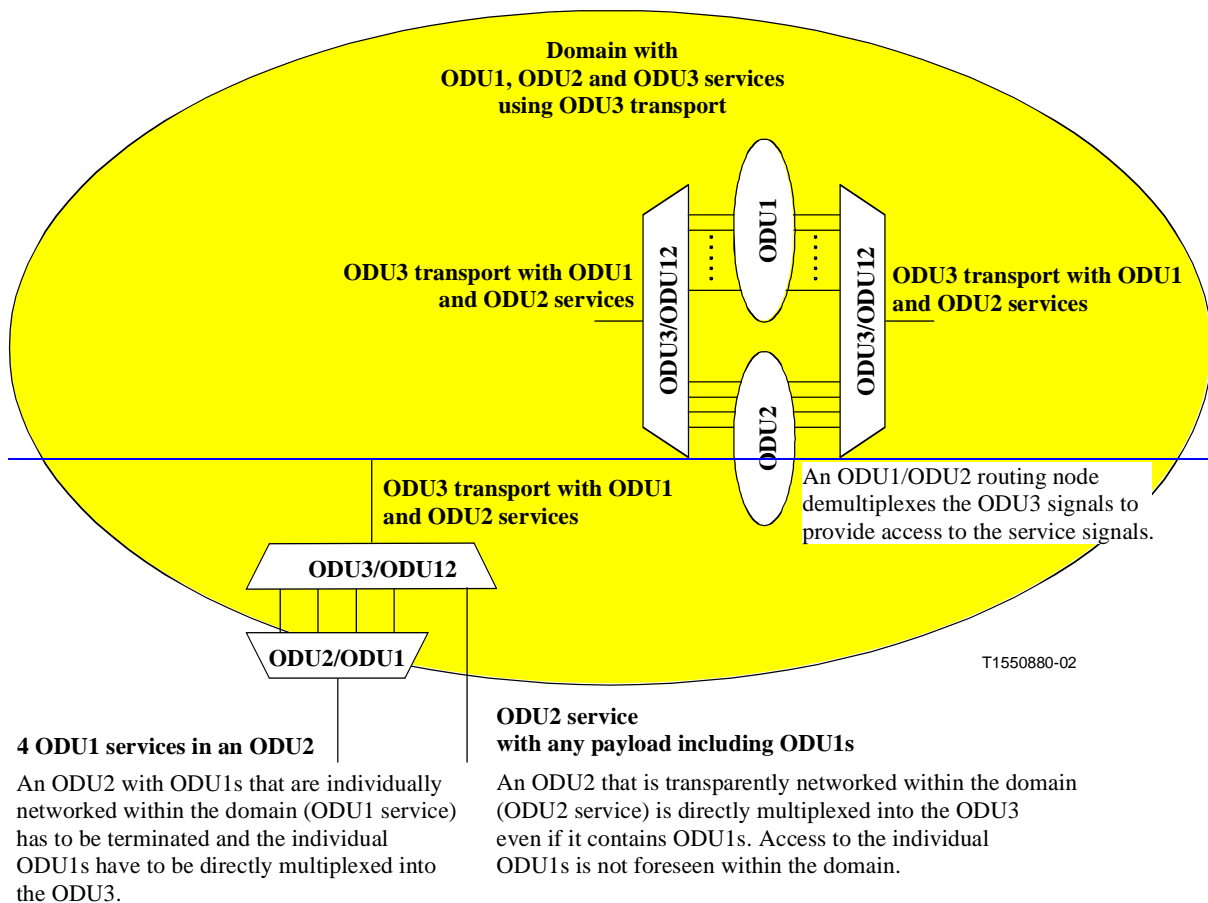 Domain with
ODU1, ODU2 and ODU3 services
using ODU3 transport
ODU3 transport with ODU1
and ODU2 services
ODU3/ODU12
ODU1
ODU2
ODU3/ODU12
ODU3 transport with ODU1
and ODU2 services
An ODU1/ODU2 routing node
demultiplexes the ODU3 signals to
provide access to the service signals.
ODU3 transport with ODU1
and ODU2 services
ODU3/ODU12
ODU2/ODU1
T1550880-02
4 ODU1 services in an ODU2
An ODU2 with ODU1s that are individually
networked within the domain (ODU1 service)
has to be terminated and the individual
ODU1s have to be directly multiplexed into
the ODU3.
ODU2 service
with any payload including ODU1s
An ODU2 that is transparently networked within the domain
(ODU2 service) is directly multiplexed into the ODU3
even if it contains ODU1s. Access to the individual
ODU1s is not foreseen within the domain.